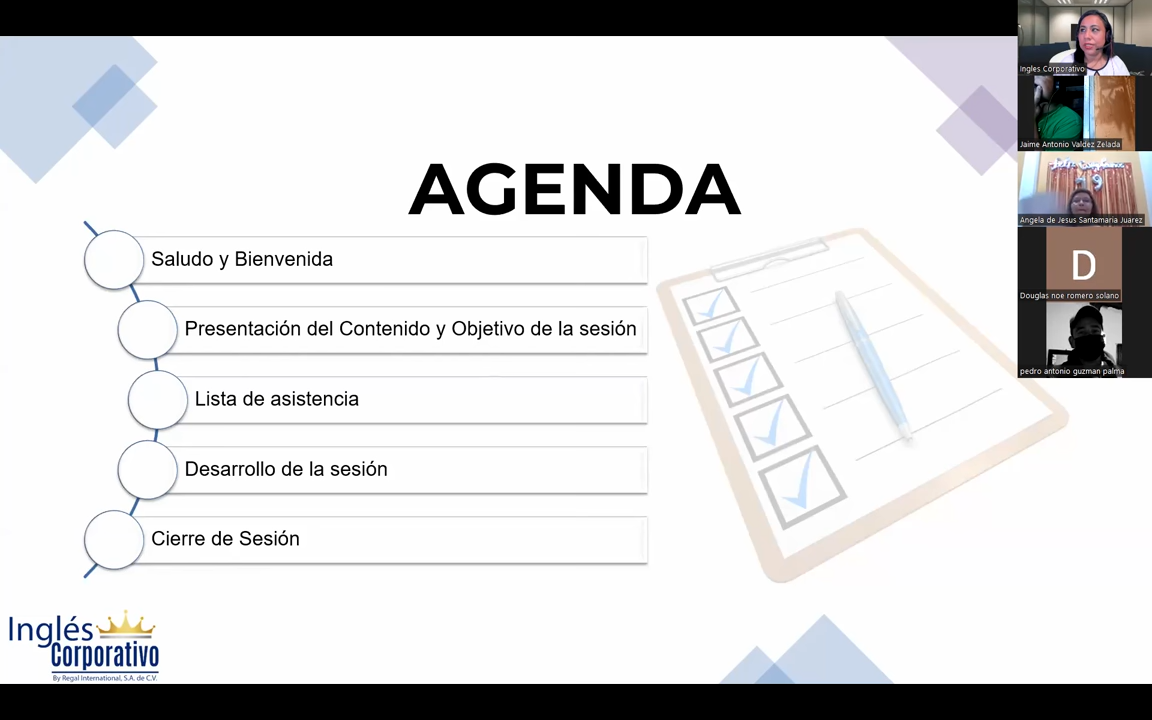 AGENDA
Saludo y Bienvenida
Presentación del Contenido y Objetivo de la sesión
Lista de asistencia
Desarrollo de la sesión
Cierre de Sesión
Inglés
Corporativo
By Regal International, S.A. de C.V.
Ingles Corporativo
Jaime Antonio Valdez Zelada
Angela de Jesus Santamaria Juarez
D
Douglas noe romero solano
pedro antonio guzman palma